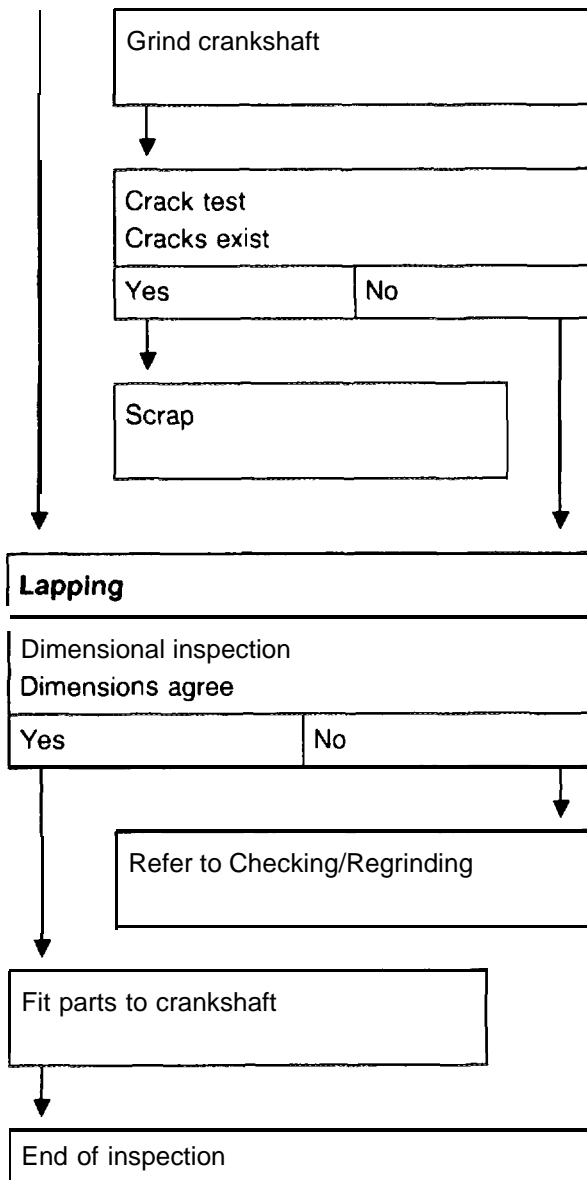 Grind crankshaft
Crack test
Cracks exist
Yes
No
Scrap
Lapping
Dimensional inspection
Dimensions agree
Yes
No
Refer to Checking/Regrinding
Fit parts to crankshaft
End of inspection